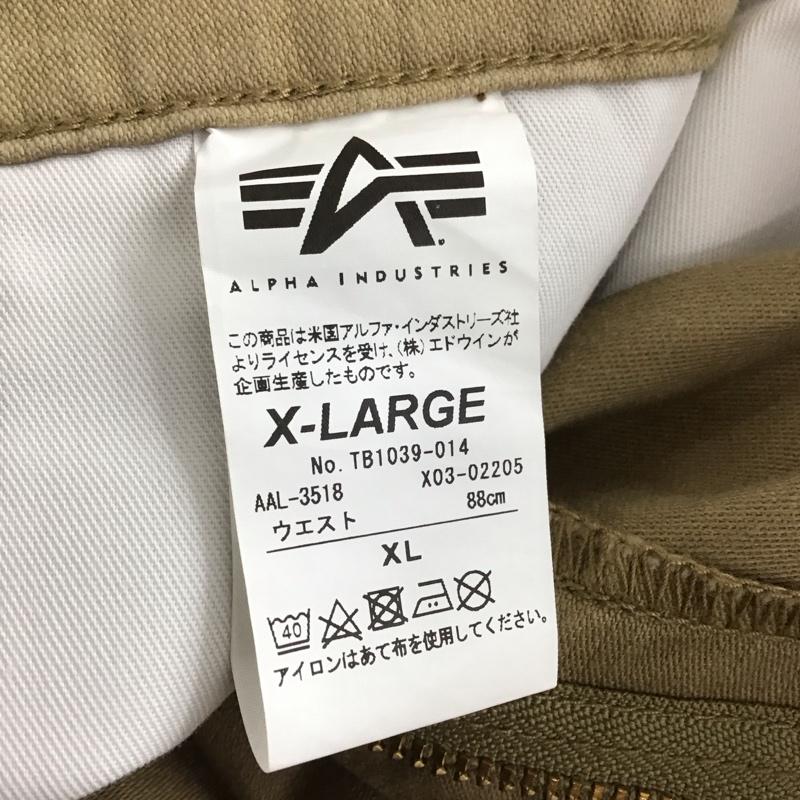 ALPHA INDUSTRIES
この商品は米国アルファ・インダストリーズ社
よりライセンスを受け、(株)エドウインが
企画生産したものです。
X-LARGE
No. TB1039-014
AAL-3518 X03-02205
ウエスト 88cm
XL
40
アイロンはあて布を使用してください。